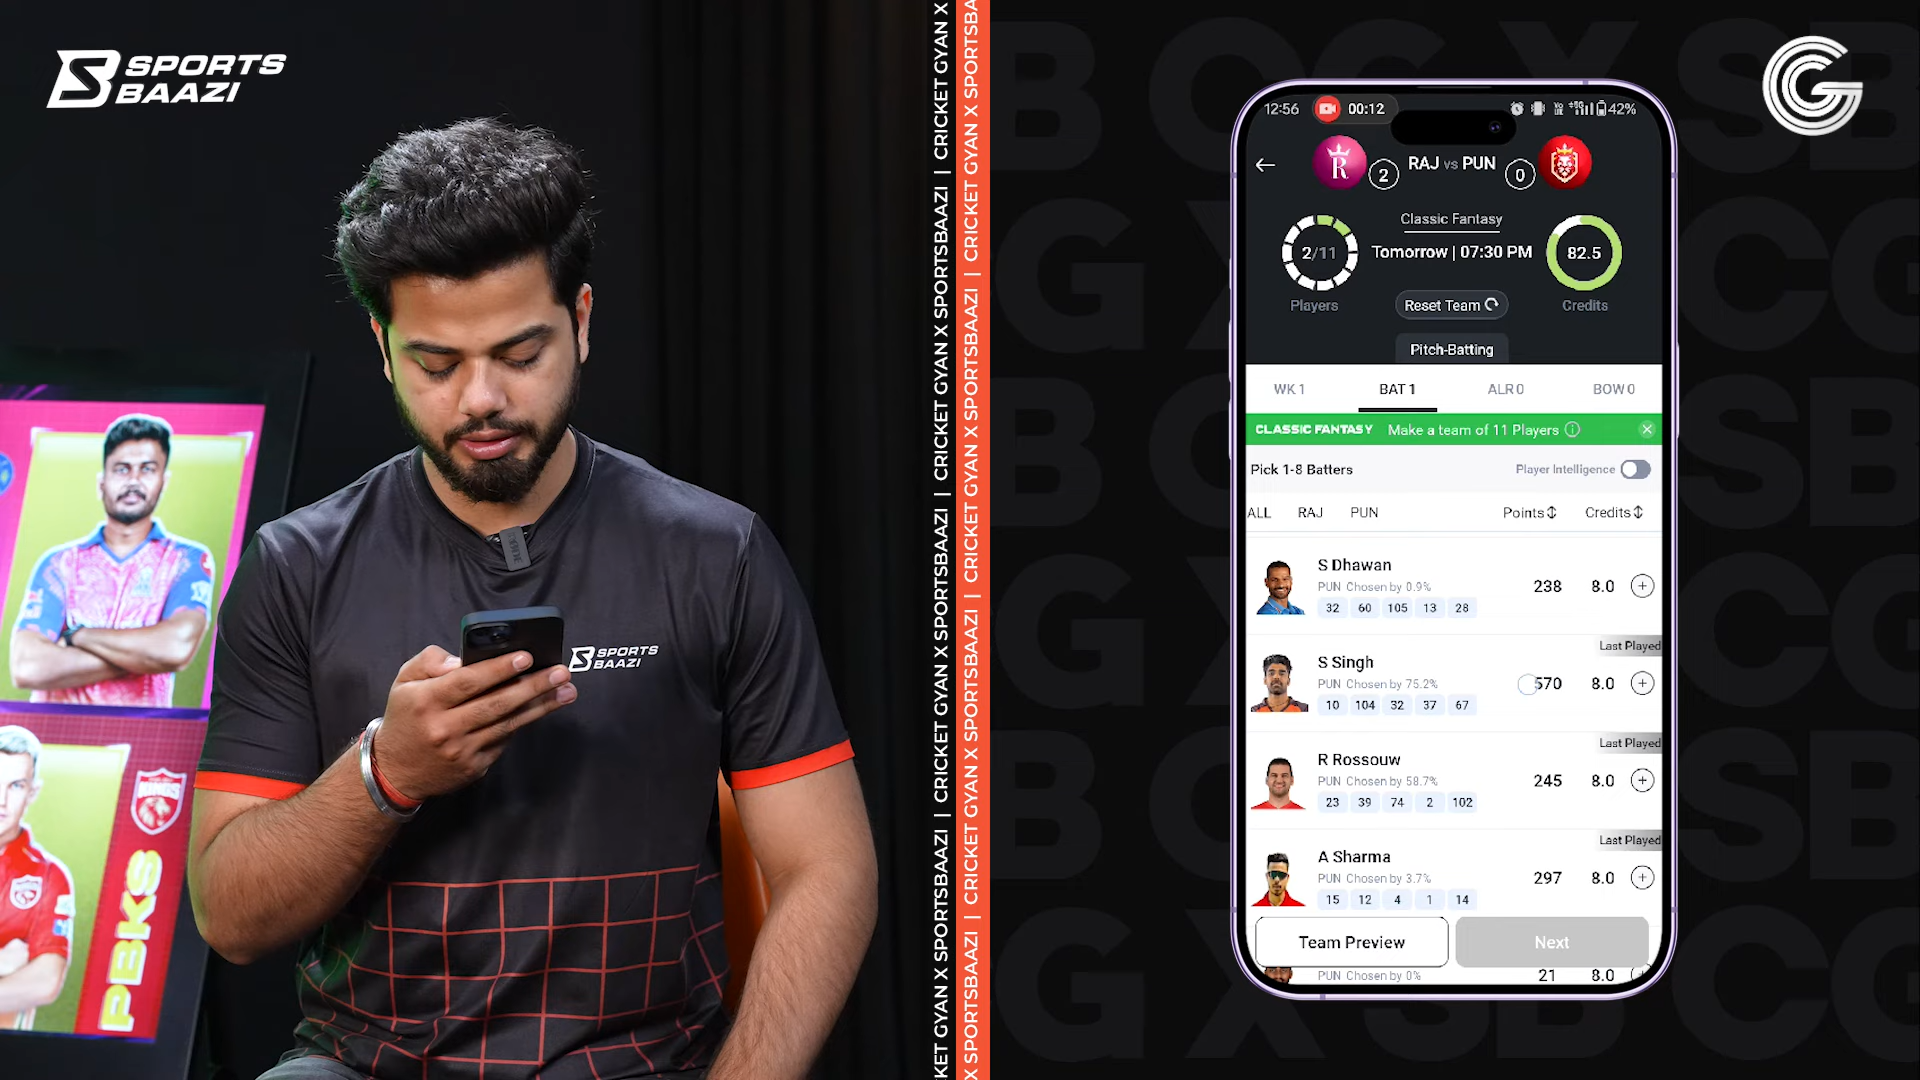 SPORTS
BAAZI
SPORTS
BAAZI
KINGS
PBKS
CRICKET GYAN X SPORTSBAAZI | CRICKET GYAN X SPORTSBAAZI | CRICKET GYAN X SPORTSBAAZI | CRICKET GYAN X
X SPORTSBAAZI | CRICKET GYAN X SPORTSBAAZI | CRICKET GYAN X SPORTSBAAZI | CRICKET GYAN X SPORTSBA
12:56 00:12 42%
R 2 RAJ vs PUN 0
Classic Fantasy
2/11 Tomorrow | 07:30 PM 82.5
Players Reset Team Credits
Pitch-Batting
WK 1 BAT 1 ALR 0 BOW 0
CLASSIC FANTASY Make a team of 11 Players
Pick 1-8 Batters Player Intelligence
ALL RAJ PUN Points Credits
S Dhawan
PUN Chosen by 0.9% 238 8.0
32 60 105 13 28
Last Played
S Singh
PUN Chosen by 75.2% 570 8.0
10 104 32 37 67
Last Played
R Rossouw
PUN Chosen by 58.7% 245 8.0
23 39 74 2 102
Last Played
A Sharma
PUN Chosen by 3.7% 297 8.0
15 12 4 1 14
Team Preview Next
PUN Chosen by 0% 21 8.0